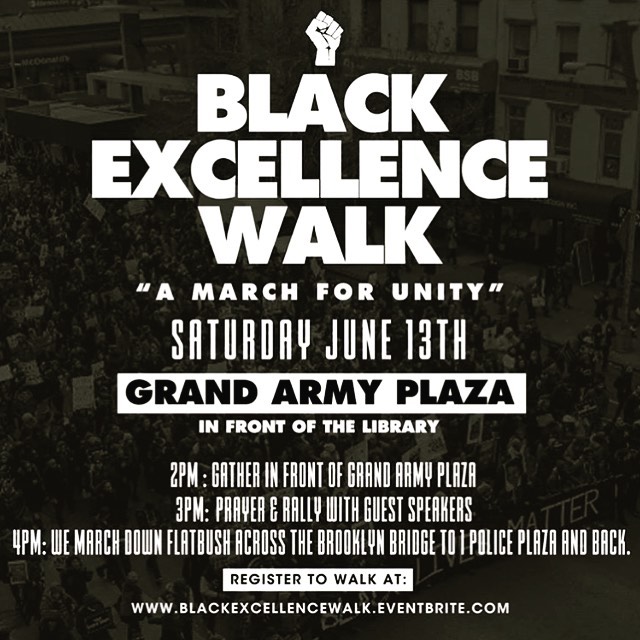 BLACK
EXCELLENCE
WALK
"A MARCH FOR UNITY"
SATURDAY JUNE 13TH
GRAND ARMY PLAZA
IN FRONT OF THE LIBRARY
2PM : GATHER IN FRONT OF GRAND ARMY PLAZA
3PM: PRAYER & RALLY WITH GUEST SPEAKERS
MATTER
4PM: WE MARCH DOWN FLATBUSH ACROSS THE BROOKLYN BRIDGE TO 1 POLICE PLAZA AND BACK.
REGISTER TO WALK AT:
WWW.BLACKEXCELLENCEWALK.EVENTBRITE.COM